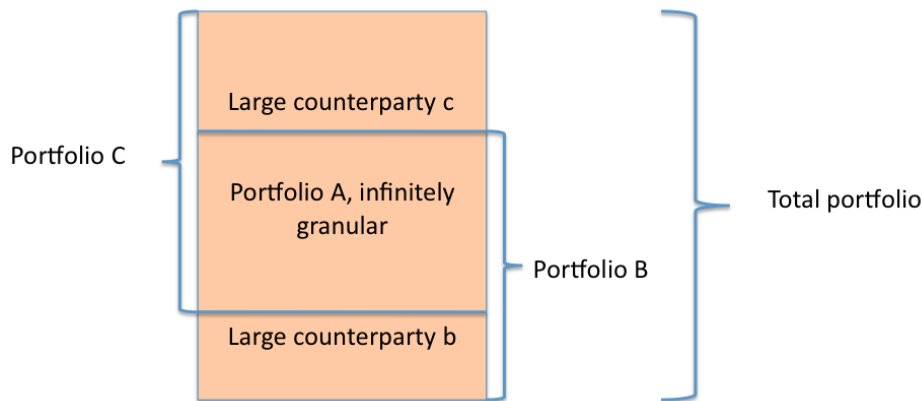 Large counterparty c
Portfolio C
Portfolio A, infinitely
granular
Total portfolio
Portfolio B
Large counterparty b